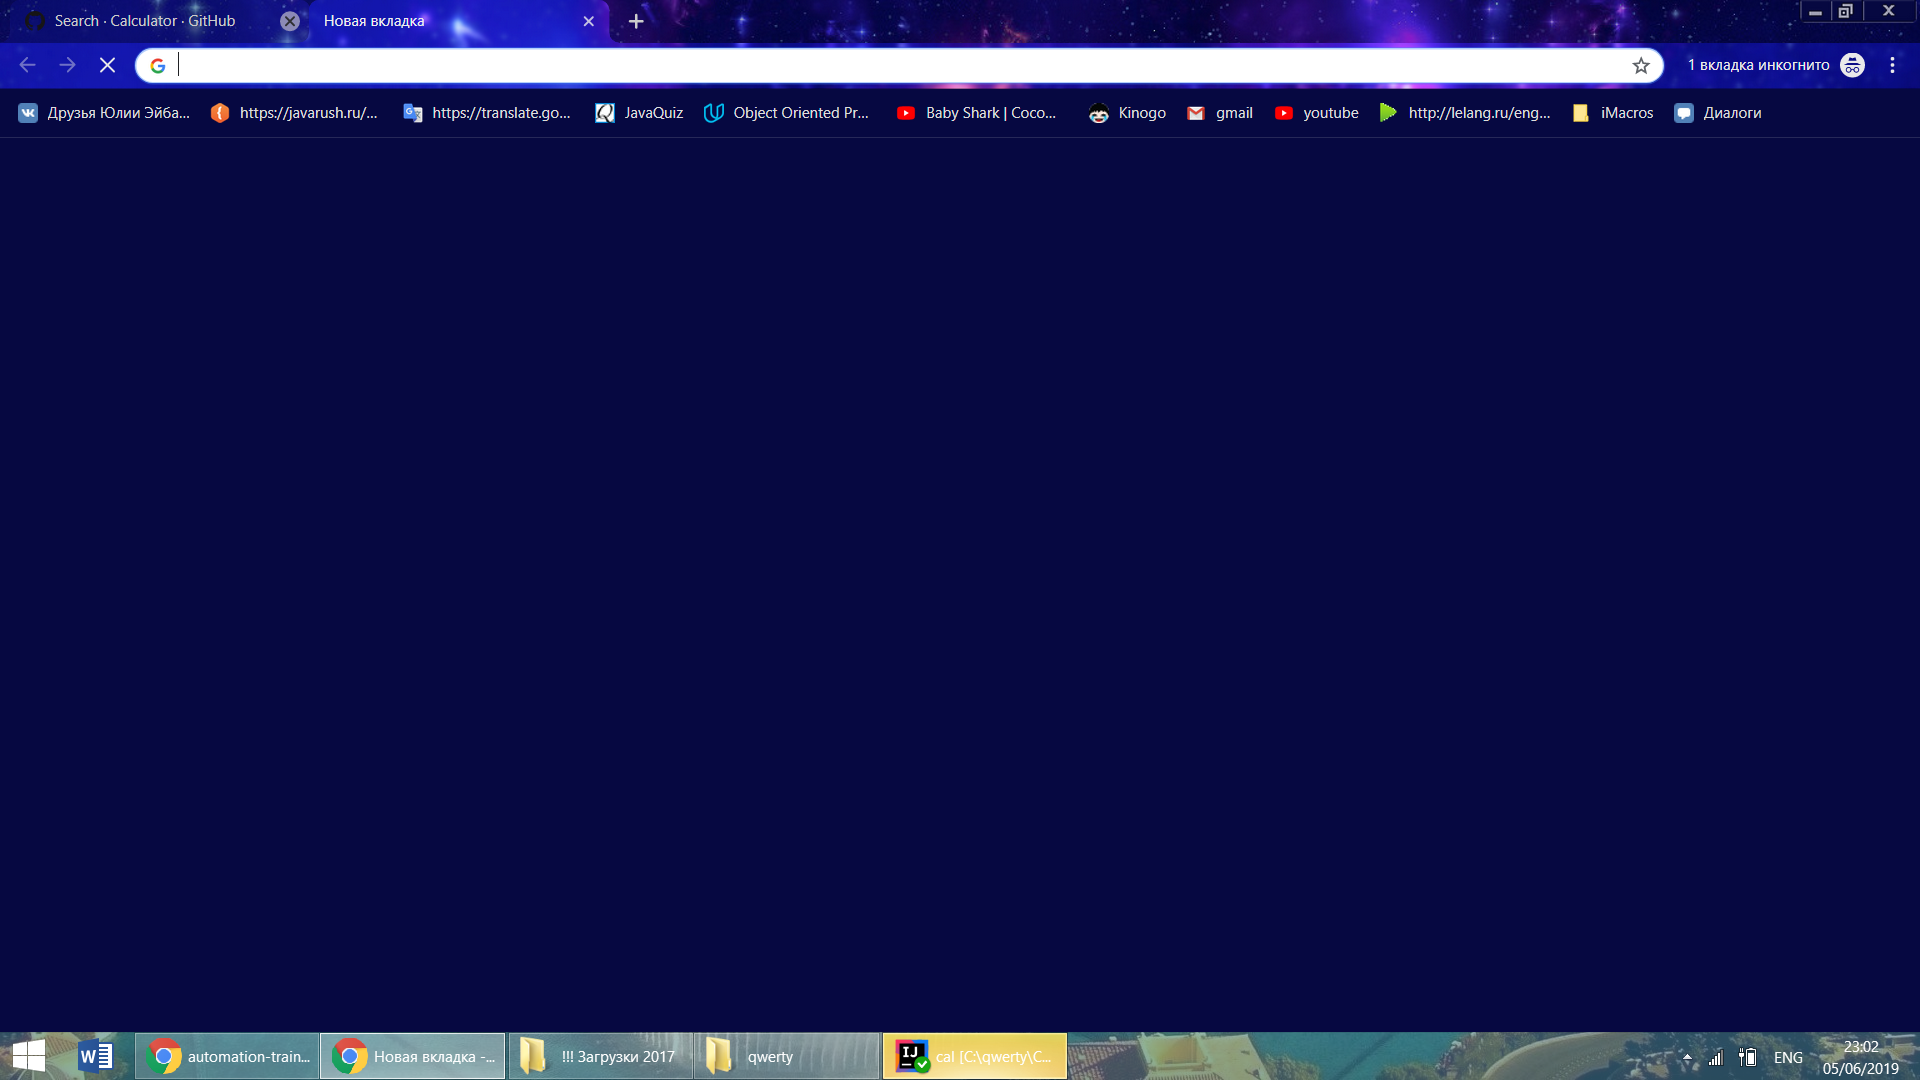 Search · Calculator · GitHub
Новая вкладка
1 вкладка инкогнито
Друзья Юлии Эйба...
https://javarush.ru/...
https://translate.go...
JavaQuiz
Object Oriented Pr...
Baby Shark | Coco...
Kinogo
gmail
youtube
http://lelang.ru/eng...
iMacros
Диалоги
automation-train...
Новая вкладка -...
!!! Загрузки 2017
qwerty
cal [C:\qwerty\C...
ENG
23:02
05/06/2019